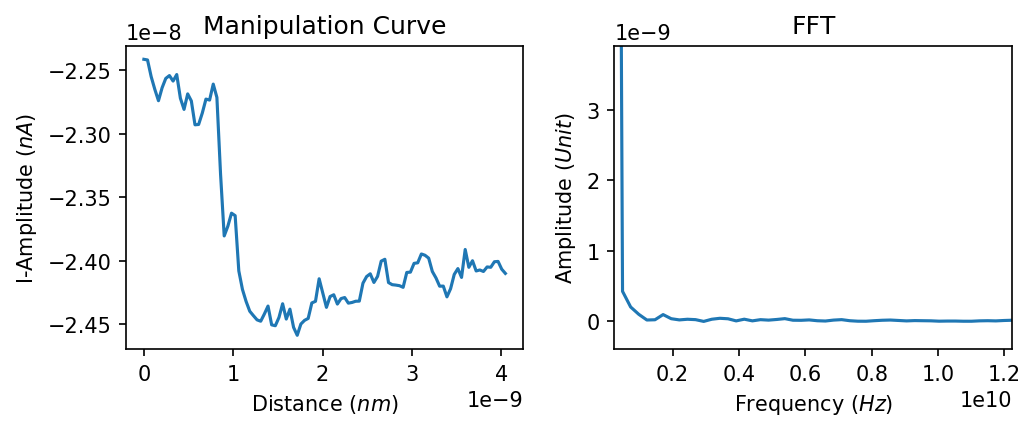 Manipulation Curve
1e−8
−2.25
−2.30
−2.35
−2.40
−2.45
I-Amplitude (nA)
0
1
2
3
4
1e−9
Distance (nm)
FFT
1e−9
3
2
1
0
Amplitude (Unit)
0.2
0.4
0.6
0.8
1.0
1.2
1e10
Frequency (Hz)